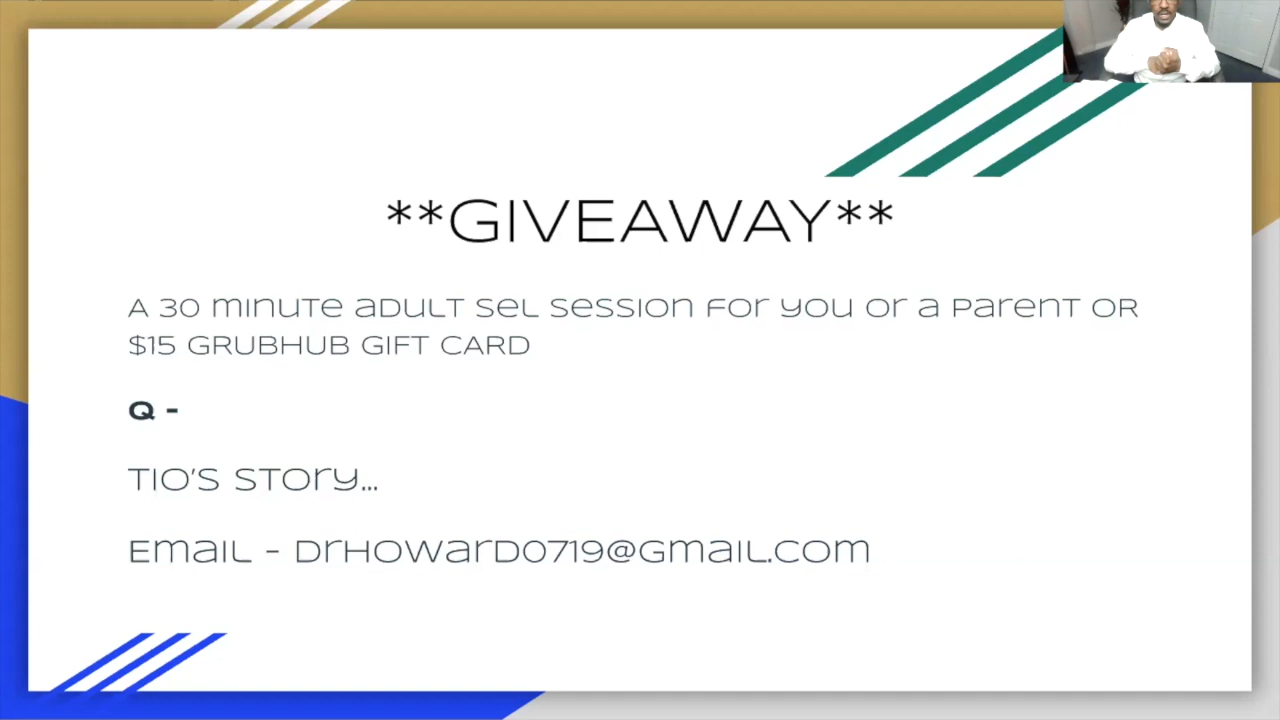 **GIVEAWAY**
A 30 minute adult SEL session for you or a parent OR
$15 GRUBHUB GIFT CARD
Q -
TIO'S STORY...
Email - DrHoward0719@gmail.com